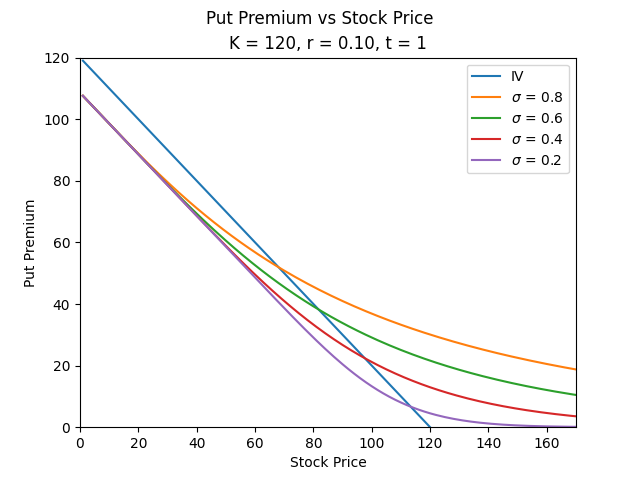 Put Premium vs Stock Price
K = 120, r = 0.10, t = 1
IV
σ = 0.8
σ = 0.6
σ = 0.4
σ = 0.2
120
100
80
60
40
20
0
Put Premium
0 20 40 60 80 100 120 140 160
Stock Price